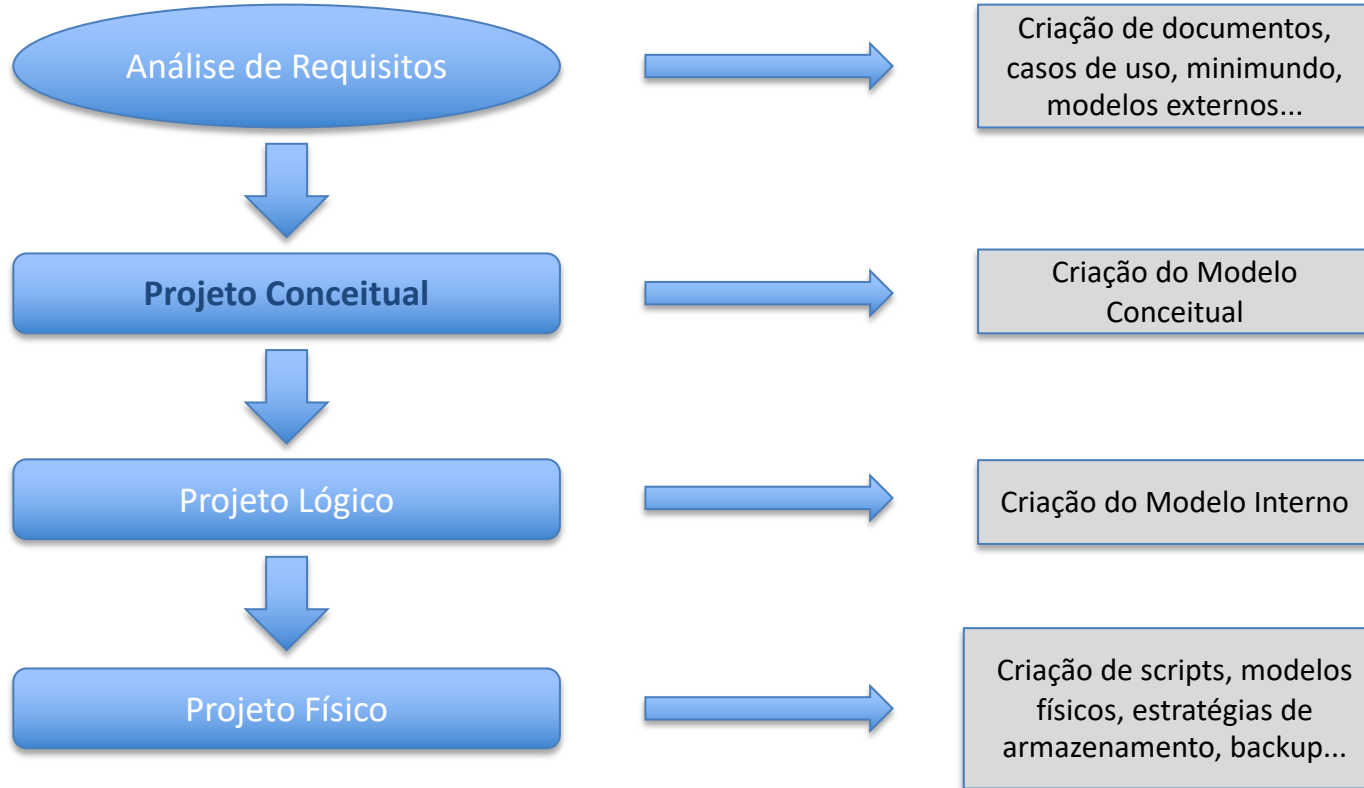 Análise de Requisitos
Criação de documentos,
casos de uso, minimundo,
modelos externos...
Projeto Conceitual
Criação do Modelo
Conceitual
Projeto Lógico
Criação do Modelo Interno
Projeto Físico
Criação de scripts, modelos
físicos, estratégias de
armazenamento, backup...